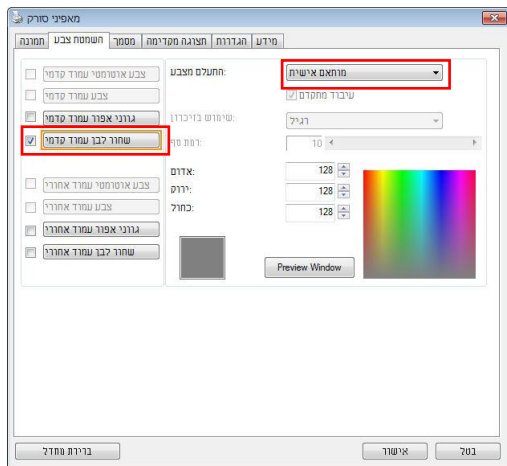 מאפיני סורק
תמונה
השמטת צבע
מסמך
תצוגה מקדימה
הגדרות
מידע
צבע אוטומטי עמוד קדמי
צבע עמוד קדמי
גווני אפור עמוד קדמי
שחור לבן עמוד קדמי
צבע אוטומטי עמוד אחורי
צבע עמוד אחורי
גווני אפור עמוד אחורי
שחור לבן עמוד אחורי
התעלם מצבע:
מותאם אישית
עיבוד מתקדם
שימוש בזיכרון:
רגיל
רמת סף:
10
אדום:
128
ירוק:
128
כחול:
128
Preview Window
ברירת מחדל
אישור
בטל